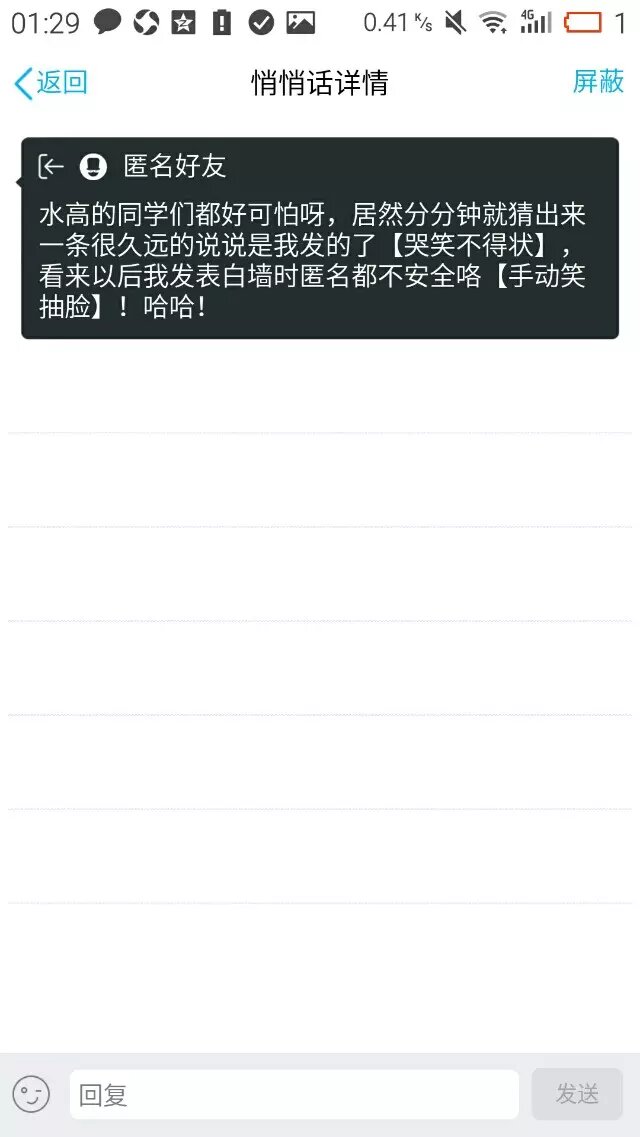 01:29 0.41 K/s 4G 1
返回 悄悄话详情 屏蔽
匿名好友
水高的同学们都好可怕呀，居然分分钟就猜出来
一条很久远的说说是我发的了【哭笑不得状】，
看来以后我发表白墙时匿名都不安全咯【手动笑
抽脸】！哈哈！
回复 发送